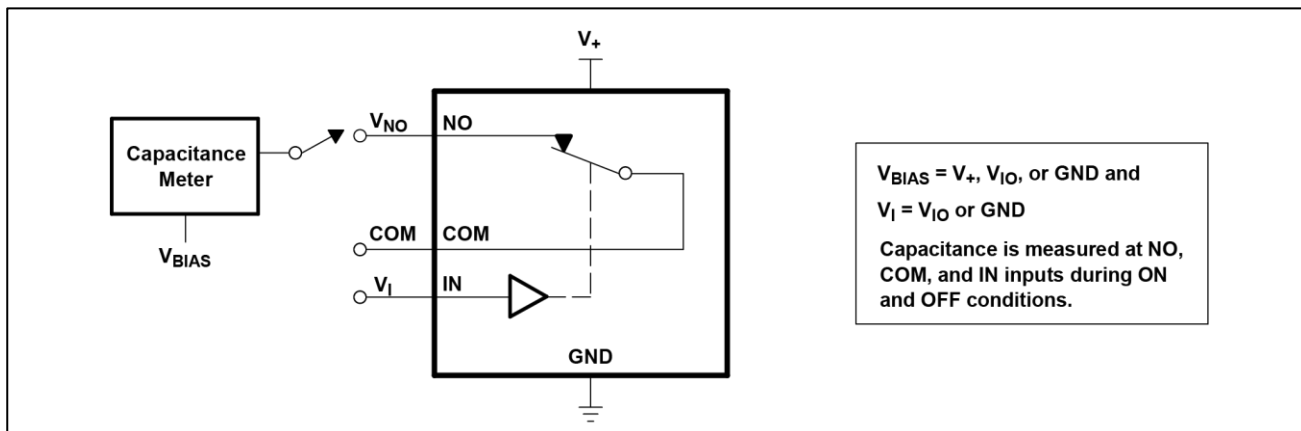 V+
VNO
NO
Capacitance
Meter
VBIAS
COM
COM
VI
IN
GND
VBIAS = V+, VIO, or GND and
VI = VIO or GND
Capacitance is measured at NO,
COM, and IN inputs during ON
and OFF conditions.